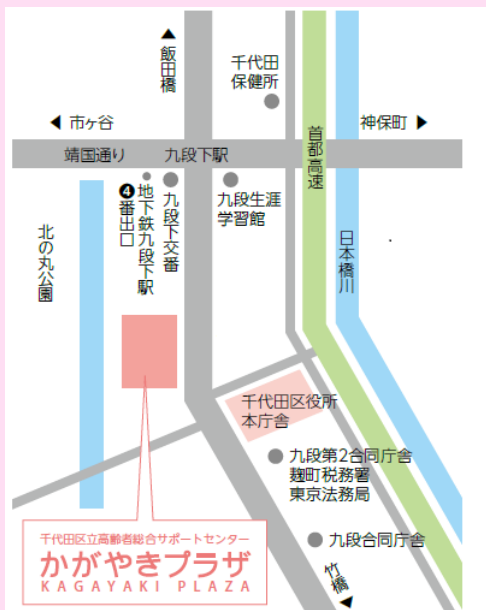 ▲飯田橋
千代田
保健所
◀ 市ヶ谷
神保町 ▶
首都高速
靖国通り
九段下駅
地下鉄九段下駅
❹番出口
九段下交番
九段生涯
学習館
北の丸公園
日本橋川
千代田区役所
本庁舎
九段第2合同庁舎
麹町税務署
東京法務局
九段合同庁舎
竹橋▼
千代田区立高齢者総合サポートセンター
かがやきプラザ
KAGAYAKI PLAZA